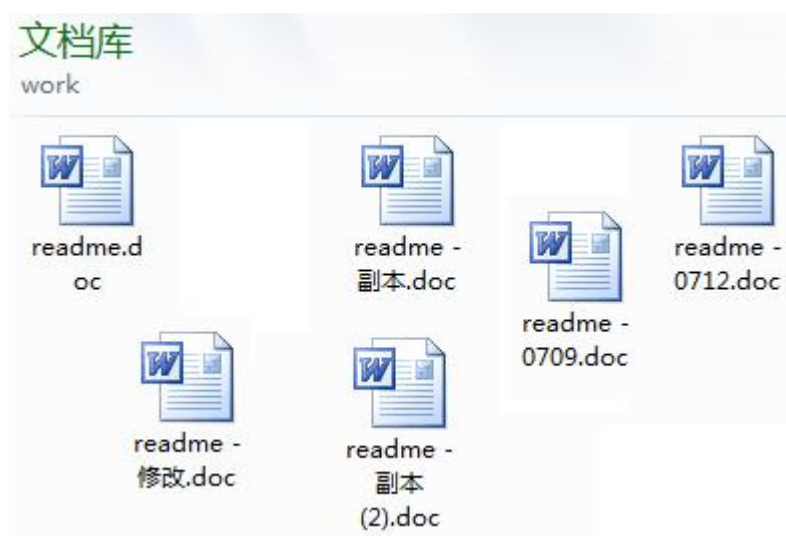 文档库
work
readme.d
oc
readme -
副本.doc
readme -
0709.doc
readme -
0712.doc
readme -
修改.doc
readme -
副本
(2).doc